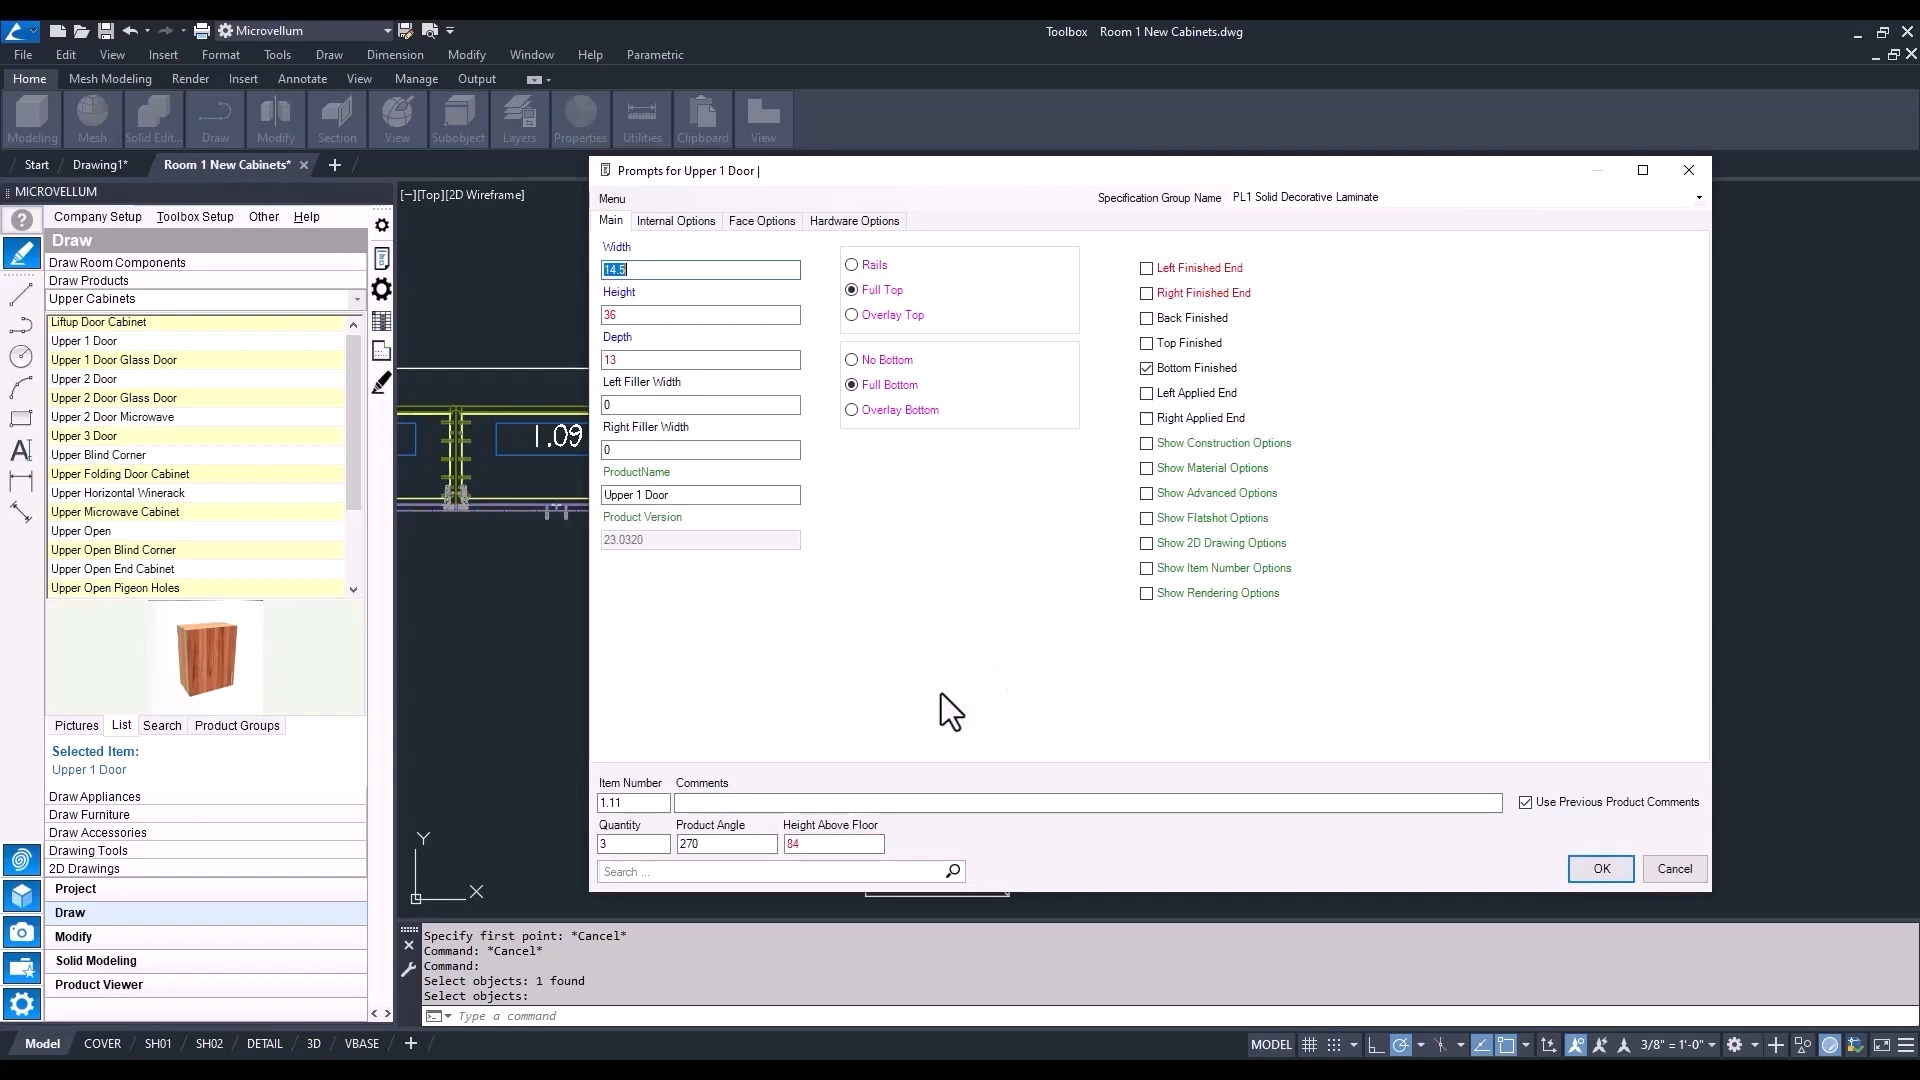 Microvellum
Toolbox Room 1 New Cabinets.dwg
File Edit View Insert Format Tools Draw Dimension Modify Window Help Parametric
Home Mesh Modeling Render Insert Annotate View Manage Output
Modeling Mesh Solid Edit... Draw Modify Section View Subobject Layers Properties Utilities Clipboard View
Start Drawing1* Room 1 New Cabinets*
MICROVELLUM
Company Setup Toolbox Setup Other Help
Draw
Draw Room Components
Draw Products
Upper Cabinets
Liftup Door Cabinet
Upper 1 Door
Upper 1 Door Glass Door
Upper 2 Door
Upper 2 Door Glass Door
Upper 2 Door Microwave
Upper 3 Door
Upper Blind Corner
Upper Folding Door Cabinet
Upper Horizontal Winerack
Upper Microwave Cabinet
Upper Open
Upper Open Blind Corner
Upper Open End Cabinet
Upper Open Pigeon Holes
Pictures List Search Product Groups
Selected Item:
Upper 1 Door
Draw Appliances
Draw Furniture
Draw Accessories
Drawing Tools
2D Drawings
Project
Draw
Modify
Solid Modeling
Product Viewer
[−][Top][2D Wireframe]
1.09
Y
X
Prompts for Upper 1 Door |
Menu
Specification Group Name PL1 Solid Decorative Laminate
Main Internal Options Face Options Hardware Options
Width
14.5
Height
36
Depth
13
Left Filler Width
0
Right Filler Width
0
ProductName
Upper 1 Door
Product Version
23.0320
Rails
Full Top
Overlay Top
No Bottom
Full Bottom
Overlay Bottom
Left Finished End
Right Finished End
Back Finished
Top Finished
Bottom Finished
Left Applied End
Right Applied End
Show Construction Options
Show Material Options
Show Advanced Options
Show Flatshot Options
Show 2D Drawing Options
Show Item Number Options
Show Rendering Options
Item Number Comments
1.11
Use Previous Product Comments
Quantity Product Angle Height Above Floor
3 270 84
Search ...
OK Cancel
Specify first point: *Cancel*
Command: *Cancel*
Command:
Select objects: 1 found
Select objects:
Type a command
Model COVER SH01 SH02 DETAIL 3D VBASE
MODEL 3/8" = 1'-0"